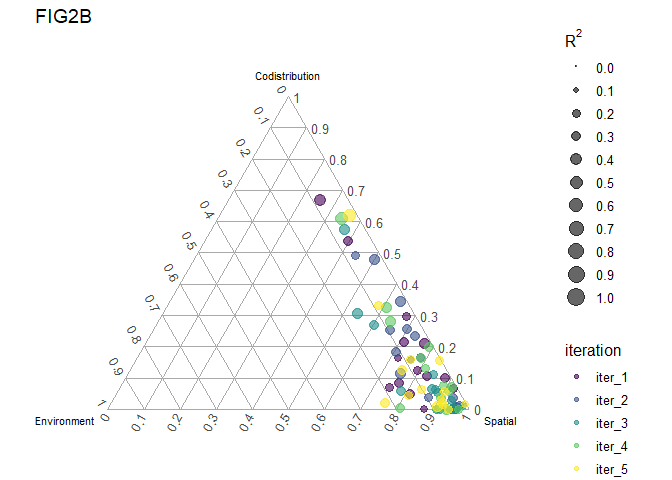 FIG2B
Codistribution
0 1
0.1 0.9
0.2 0.8
0.3 0.7
0.4 0.6
0.5 0.5
0.6 0.4
0.7 0.3
0.8 0.2
0.9 0.1
1 0
Environment Spatial
0 0.1 0.2 0.3 0.4 0.5 0.6 0.7 0.8 0.9 1
R²
0.0
0.1
0.2
0.3
0.4
0.5
0.6
0.7
0.8
0.9
1.0
iteration
iter_1
iter_2
iter_3
iter_4
iter_5